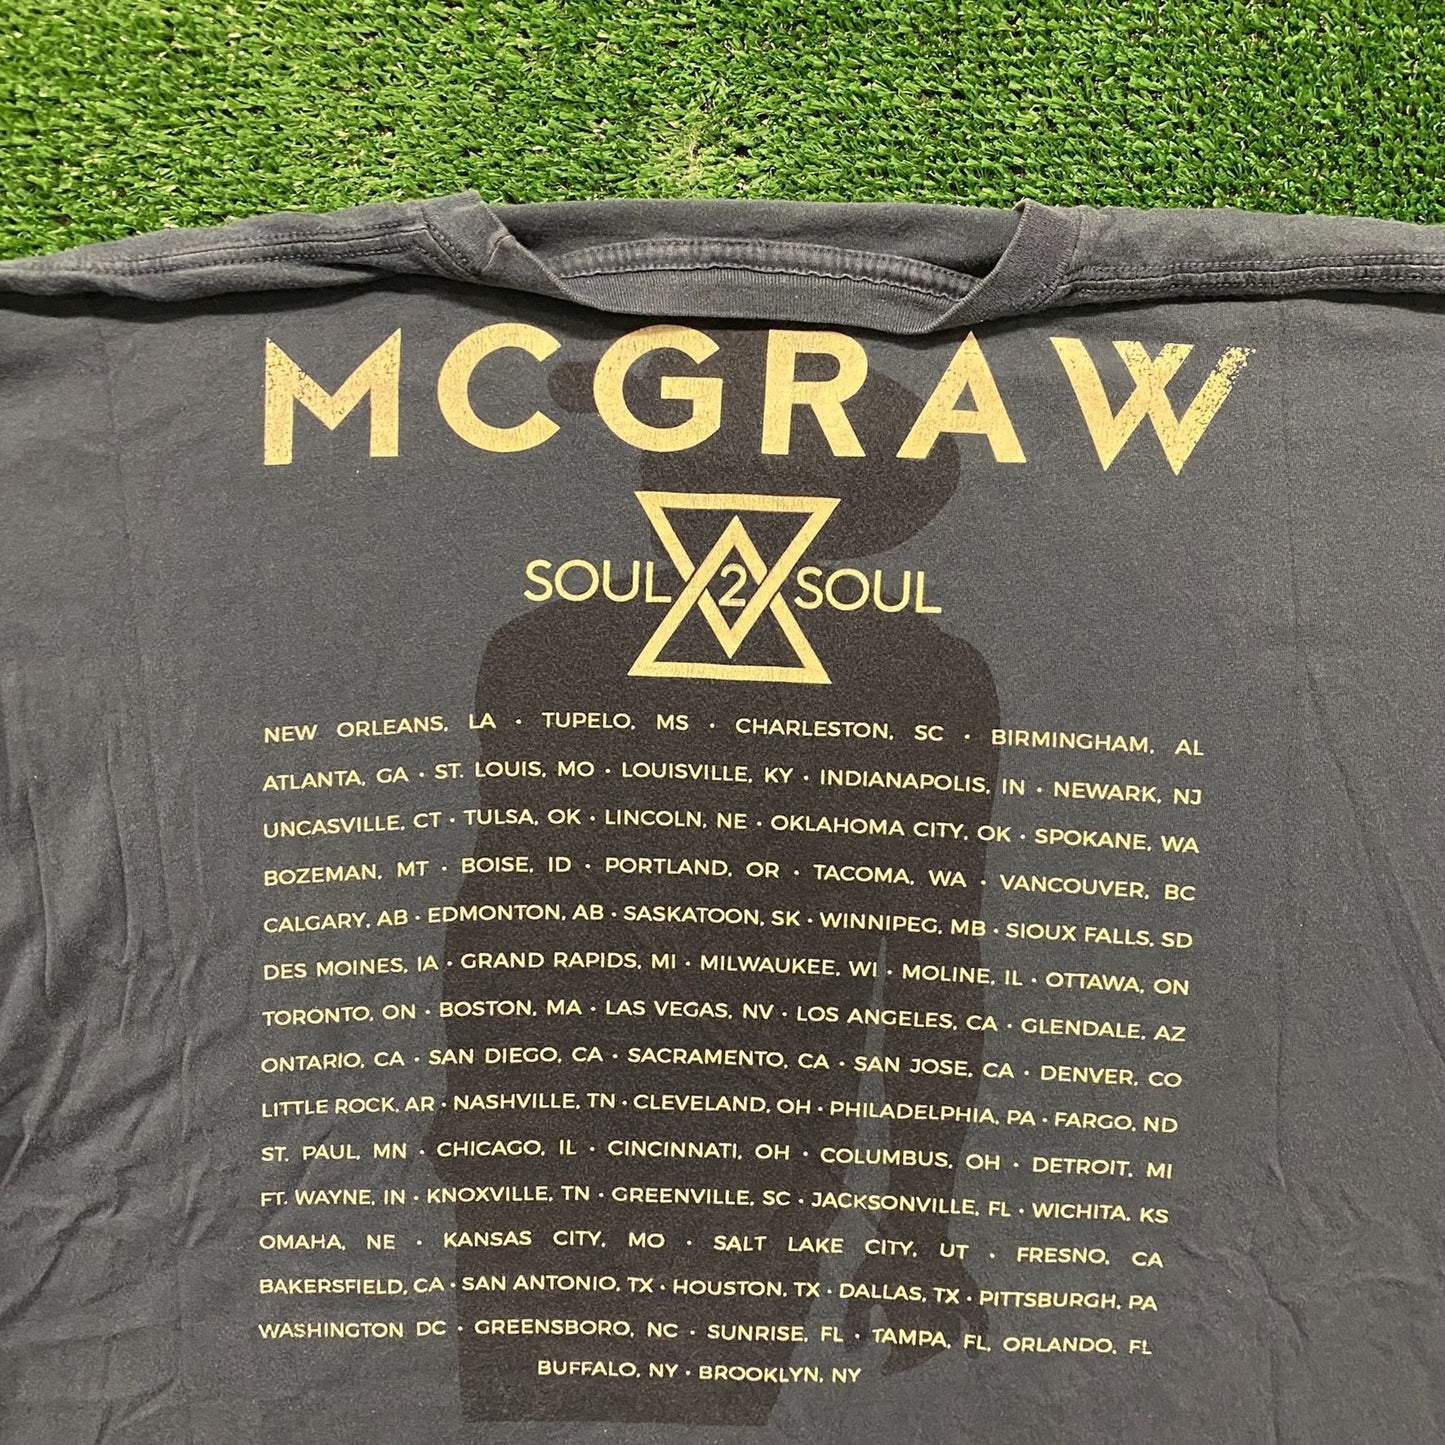 MCGRAW
SOUL 2 SOUL
NEW ORLEANS, LA • TUPELO, MS • CHARLESTON, SC • BIRMINGHAM, AL
ATLANTA, GA • ST. LOUIS, MO • LOUISVILLE, KY • INDIANAPOLIS, IN • NEWARK, NJ
UNCASVILLE, CT • TULSA, OK • LINCOLN, NE • OKLAHOMA CITY, OK • SPOKANE, WA
BOZEMAN, MT • BOISE, ID • PORTLAND, OR • TACOMA, WA • VANCOUVER, BC
CALGARY, AB • EDMONTON, AB • SASKATOON, SK • WINNIPEG, MB • SIOUX FALLS, SD
DES MOINES, IA • GRAND RAPIDS, MI • MILWAUKEE, WI • MOLINE, IL • OTTAWA, ON
TORONTO, ON • BOSTON, MA • LAS VEGAS, NV • LOS ANGELES, CA • GLENDALE, AZ
ONTARIO, CA • SAN DIEGO, CA • SACRAMENTO, CA • SAN JOSE, CA • DENVER, CO
LITTLE ROCK, AR • NASHVILLE, TN • CLEVELAND, OH • PHILADELPHIA, PA • FARGO, ND
ST. PAUL, MN • CHICAGO, IL • CINCINNATI, OH • COLUMBUS, OH • DETROIT, MI
FT. WAYNE, IN • KNOXVILLE, TN • GREENVILLE, SC • JACKSONVILLE, FL • WICHITA, KS
OMAHA, NE • KANSAS CITY, MO • SALT LAKE CITY, UT • FRESNO, CA
BAKERSFIELD, CA • SAN ANTONIO, TX • HOUSTON, TX • DALLAS, TX • PITTSBURGH, PA
WASHINGTON DC • GREENSBORO, NC • SUNRISE, FL • TAMPA, FL, ORLANDO, FL
BUFFALO, NY • BROOKLYN, NY